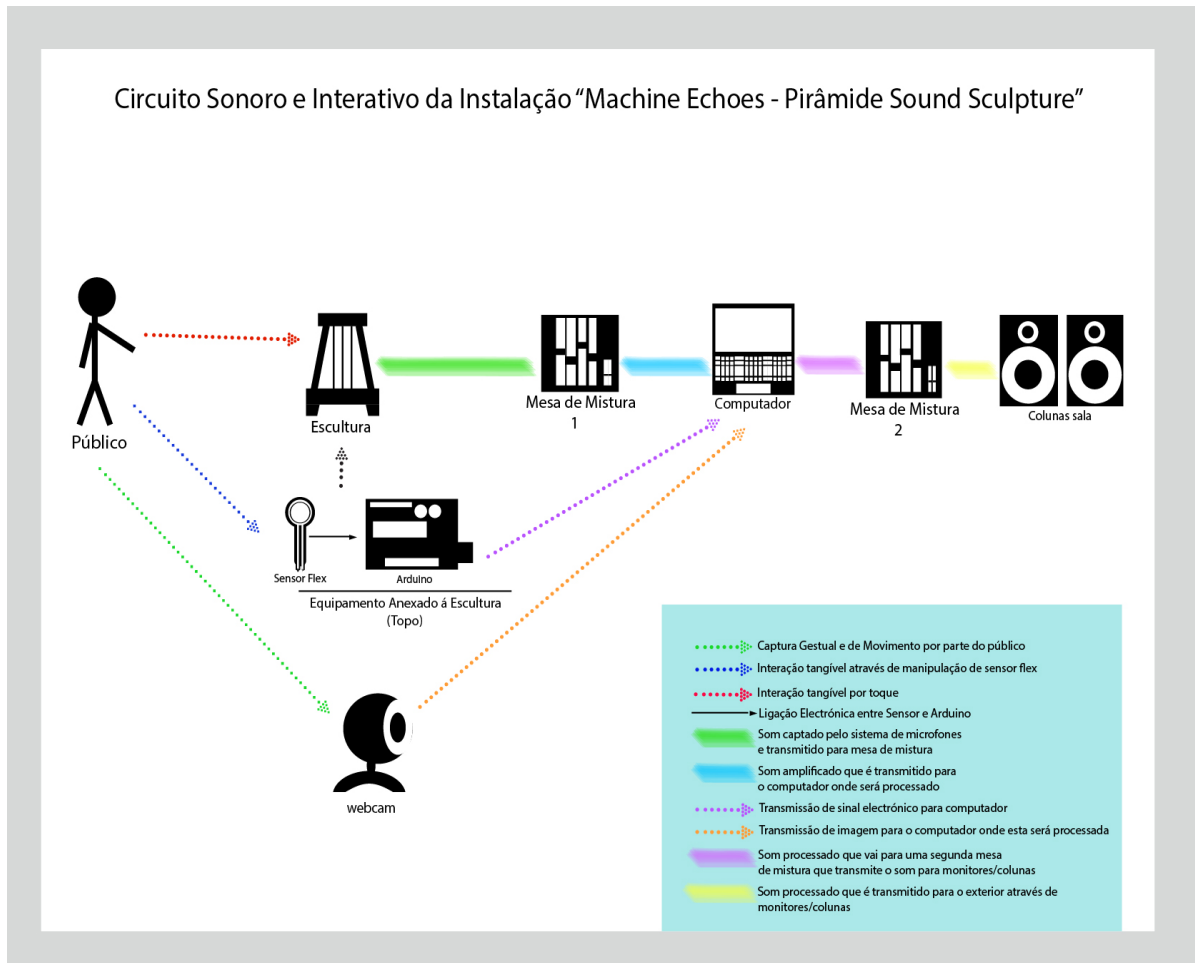 Circuito Sonoro e Interativo da Instalação “Machine Echoes - Pirâmide Sound Sculpture”
Público
Escultura
Mesa de Mistura
1
Computador
Mesa de Mistura
2
Colunas sala
Sensor Flex
Arduino
Equipamento Anexado á Escultura
(Topo)
webcam
Captura Gestual e de Movimento por parte do público
Interação tangível através de manipulação de sensor flex
Interação tangível por toque
Ligação Electrónica entre Sensor e Arduino
Som captado pelo sistema de microfones
e transmitido para mesa de mistura
Som amplificado que é transmitido para
o computador onde será processado
Transmissão de sinal electrónico para computador
Transmissão de imagem para o computador onde esta será processada
Som processado que vai para uma segunda mesa
de mistura que transmite o som para monitores/colunas
Som processado que é transmitido para o exterior através de
monitores/colunas